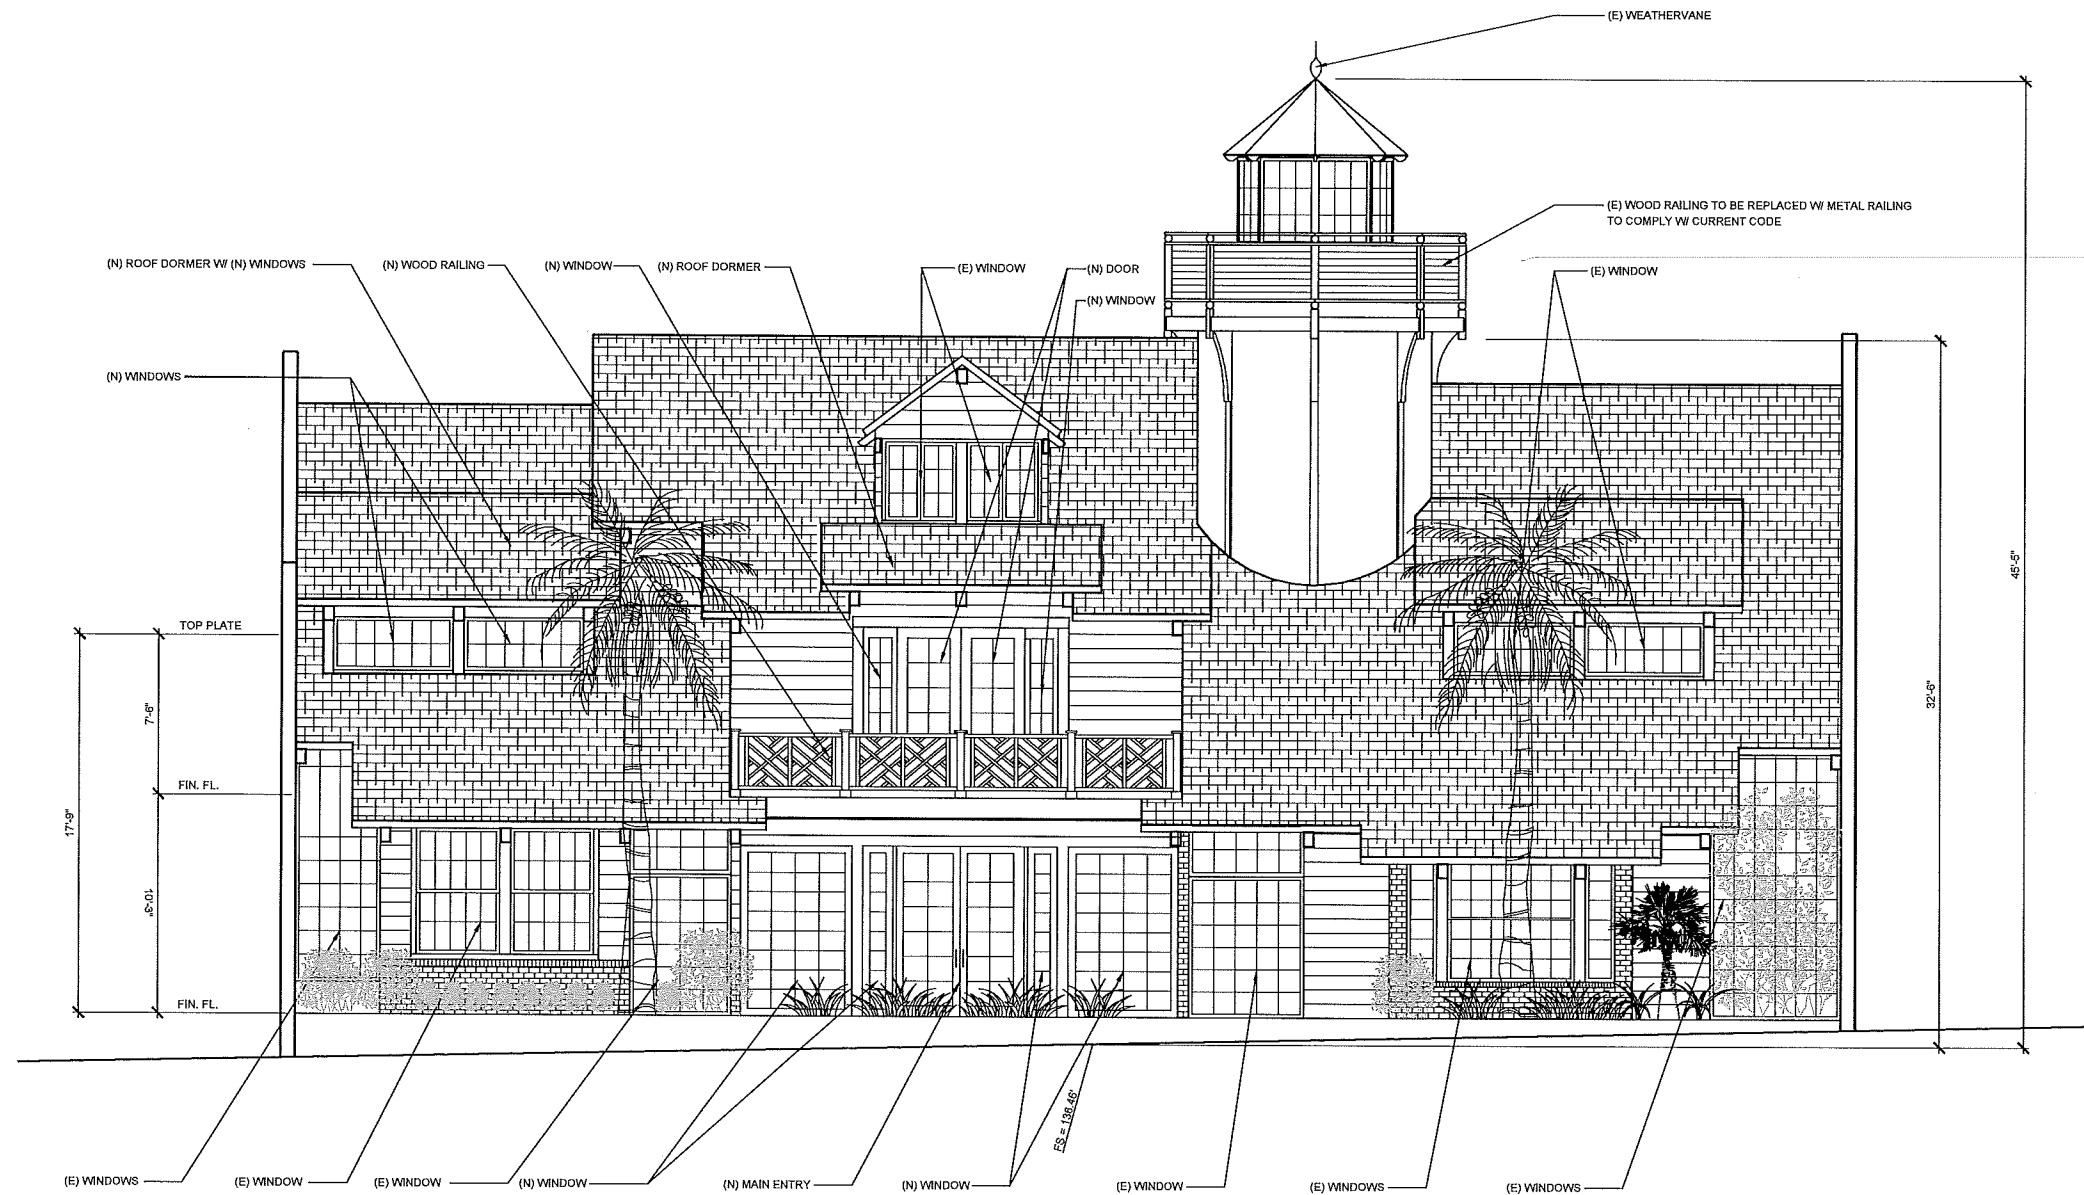 (E) WEATHERVANE
(E) WOOD RAILING TO BE REPLACED W/ METAL RAILING
TO COMPLY W/ CURRENT CODE
(N) ROOF DORMER W/ (N) WINDOWS
(N) WOOD RAILING
(N) WINDOW
(N) ROOF DORMER
(E) WINDOW
(N) DOOR
(E) WINDOW
(N) WINDOW
(N) WINDOWS
TOP PLATE
7'-6"
FIN. FL.
17'-9"
10'-3"
FIN. FL.
45'-5"
32'-6"
FS = 136.46'
(E) WINDOWS
(E) WINDOW
(E) WINDOW
(N) WINDOW
(N) MAIN ENTRY
(N) WINDOW
(E) WINDOW
(E) WINDOWS
(E) WINDOWS